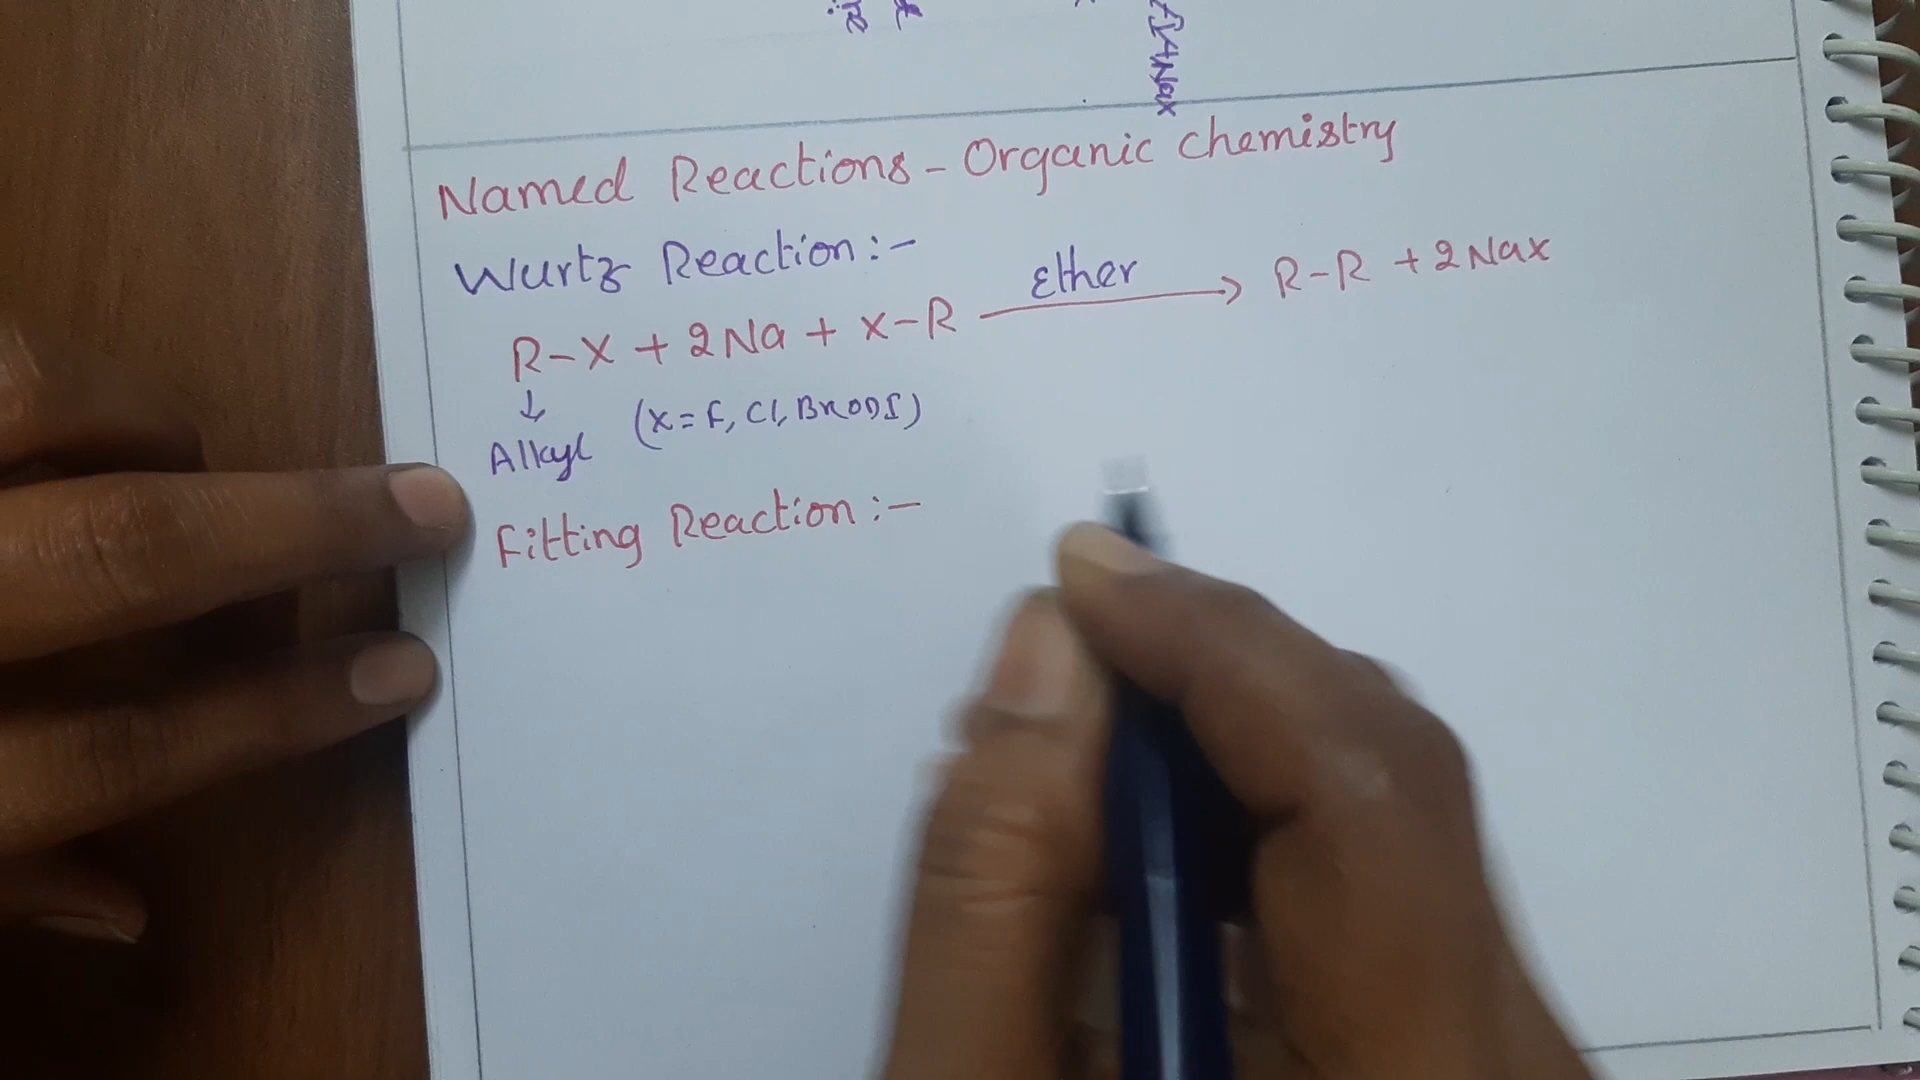 Named Reactions - Organic chemistry
Wurtz Reaction :-
R-X + 2Na + X-R Ether → R-R + 2Nax
↓
Alkyl (X = F, Cl, Br or I)
Fitting Reaction :-